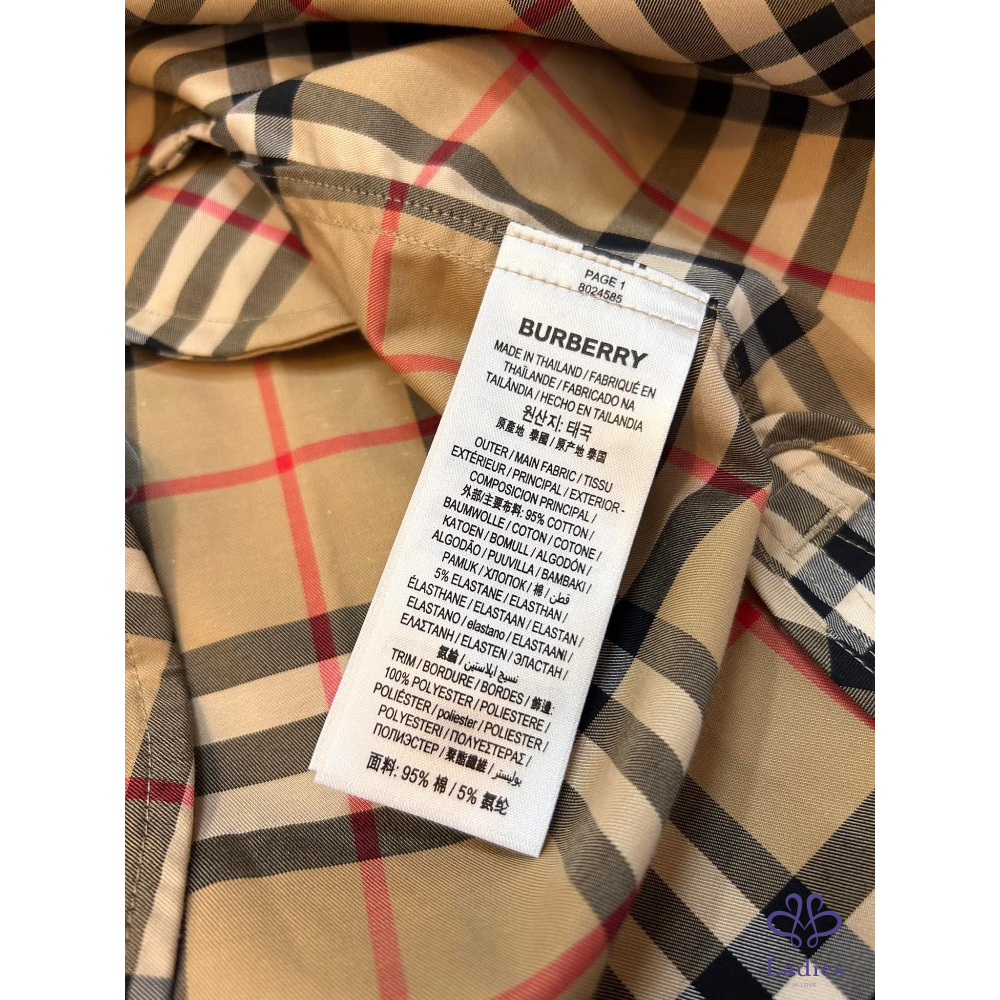 PAGE 1
8024585
BURBERRY
MADE IN THAILAND / FABRIQUÉ EN
THAÏLANDE / FABRICADO NA
TAILÂNDIA / HECHO EN TAILANDIA
원산지: 태국
原產地 泰國 / 原产地 泰国
OUTER / MAIN FABRIC / TISSU
EXTÉRIEUR / PRINCIPAL / EXTERIOR -
COMPOSICION PRINCIPAL /
外部/主要布料: 95% COTTON /
BAUMWOLLE / COTON / COTONE /
KATOEN / BOMULL / ALGODÓN /
ALGODÃO / PUUVILLA / BAMBAKI /
PAMUK / ХЛОПОК / 棉 / قطن /
5% ELASTANE / ELASTHAN /
ÉLASTHANE / ELASTAAN / ELASTAN /
ELASTANO / elastano / ELASTAANI /
ΕΛΑΣΤΑΝΗ / ELASTEN / ЭЛАСТАН /
氨綸 / نسيج ايلاستين /
TRIM / BORDURE / BORDES / 飾邊:
100% POLYESTER / POLIESTERE /
POLIÉSTER / poliester / POLIESTER /
POLYESTERI / ΠΟΛΥΕΣΤΕΡΑΣ /
ПОЛИЭСТЕР / 聚酯纖維 / بوليستر /
面料: 95% 棉 / 5% 氨纶
Ladies
IN LOVE